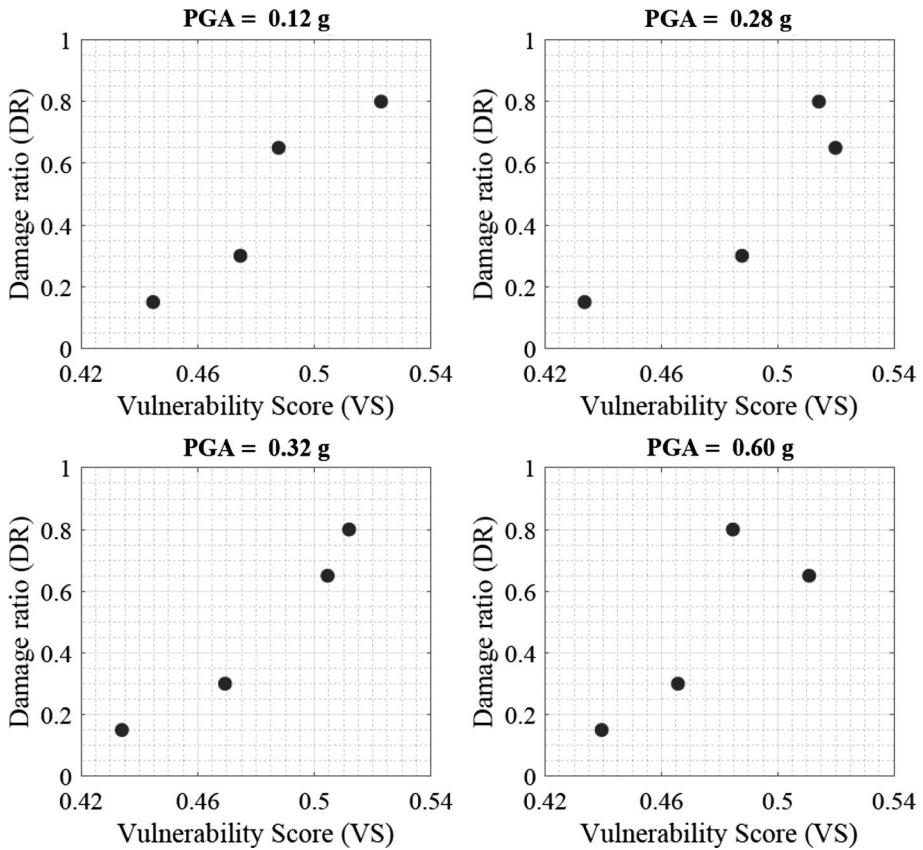 PGA = 0.12 g
Damage ratio (DR)
1
0.8
0.6
0.4
0.2
0
0.42 0.46 0.5 0.54
Vulnerability Score (VS)
PGA = 0.28 g
Damage ratio (DR)
1
0.8
0.6
0.4
0.2
0
0.42 0.46 0.5 0.54
Vulnerability Score (VS)
PGA = 0.32 g
Damage ratio (DR)
1
0.8
0.6
0.4
0.2
0
0.42 0.46 0.5 0.54
Vulnerability Score (VS)
PGA = 0.60 g
Damage ratio (DR)
1
0.8
0.6
0.4
0.2
0
0.42 0.46 0.5 0.54
Vulnerability Score (VS)